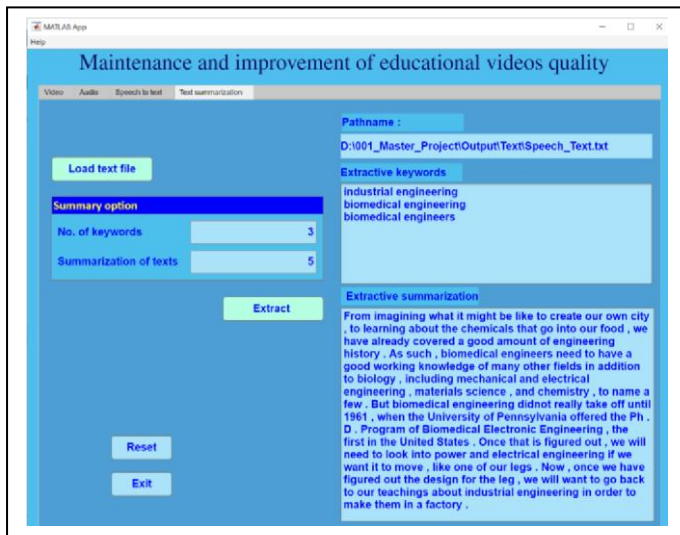 MATLAB App
Help
Maintenance and improvement of educational videos quality
Video Audio Speech to text Text summarization
Load text file
Summary option
No. of keywords 3
Summarization of texts 5
Extract
Reset
Exit
Pathname :
D:\001_Master_Project\Output\Text\Speech_Text.txt
Extractive keywords
industrial engineering
biomedical engineering
biomedical engineers
Extractive summarization
From imagining what it might be like to create our own city
, to learning about the chemicals that go into our food , we
have already covered a good amount of engineering
history . As such , biomedical engineers need to have a
good working knowledge of many other fields in addition
to biology , including mechanical and electrical
engineering , materials science , and chemistry , to name a
few . But biomedical engineering didnot really take off until
1961 , when the University of Pennsylvania offered the Ph .
D . Program of Biomedical Electronic Engineering , the
first in the United States . Once that is figured out , we will
need to look into power and electrical engineering if we
want it to move , like one of our legs . Now , once we have
figured out the design for the leg , we will want to go back
to our teachings about industrial engineering in order to
make them in a factory .